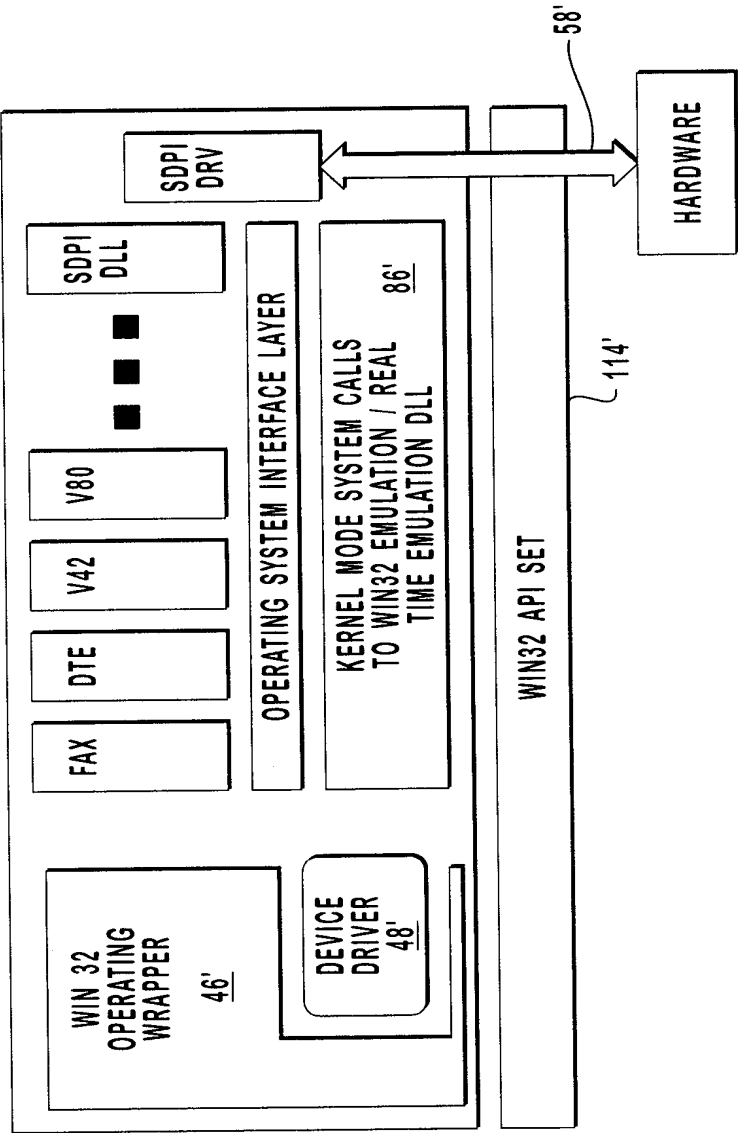 WIN 32
OPERATING
WRAPPER
46'
DEVICE
DRIVER
48'
FAX
DTE
V42
V80
SDPI
DLL
SDPI
DRV
OPERATING SYSTEM INTERFACE LAYER
KERNEL MODE SYSTEM CALLS
TO WIN32 EMULATION / REAL
TIME EMULATION DLL
86'
WIN32 API SET
114'
58'
HARDWARE